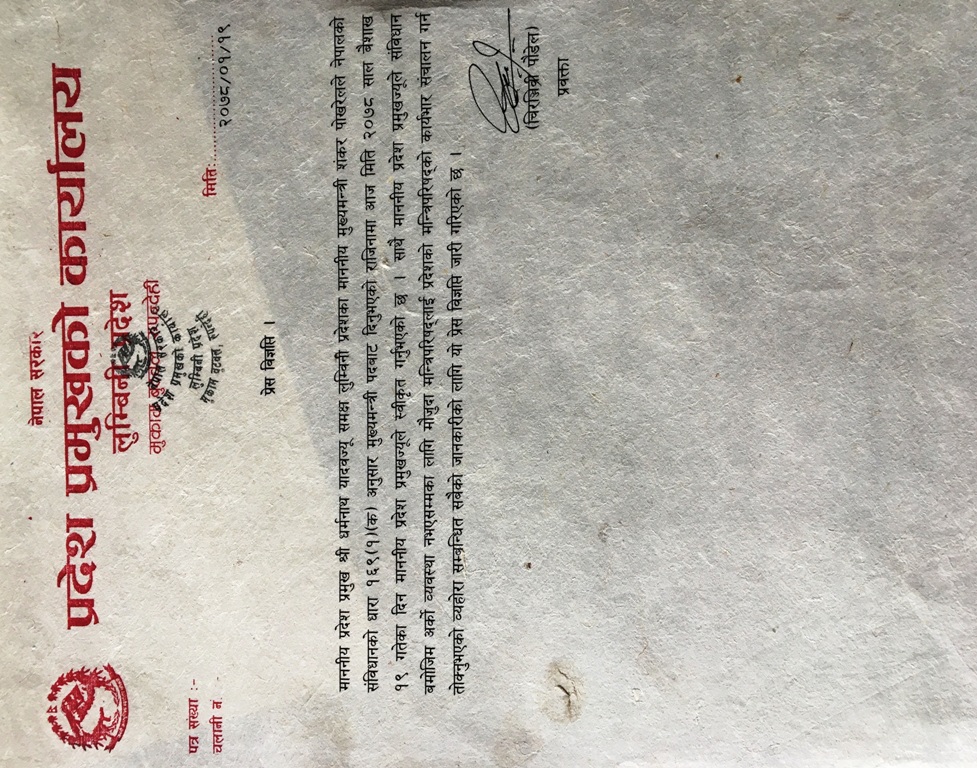 नेपाल सरकार
प्रदेश प्रमुखको कार्यालय
लुम्बिनी प्रदेश
पत्र संख्या :-
चलानी नं.
मिति:
२०७८/०१/१९
प्रेस विज्ञप्ति ।
माननीय प्रदेश प्रमुख श्री धर्मनाथ यादवज्यू समक्ष लुम्बिनी प्रदेशका माननीय मुख्यमन्त्री शंकर पोखरेलले नेपालको
संविधानको धारा १६९(१)(क) अनुसार मुख्यमन्त्री पदबाट दिनुभएको राजिनामा आज मिति २०७८ साल बैशाख
१९ गतेका दिन माननीय प्रदेश प्रमुखज्यूले स्वीकृत गर्नुभएको छ । साथै माननीय प्रदेश प्रमुखज्यूले संविधान
बमोजिम अर्को व्यवस्था नभएसम्मका लागि मौजुदा मन्त्रिपरिषद्लाई प्रदेशको मन्त्रिपरिषद्को कार्यभार संचालन गर्न
तोक्नुभएको व्यहोरा सम्बन्धित सबैको जानकारीको लागि यो प्रेस विज्ञप्ति जारी गरिएको छ ।
(चिरञ्जिवी पौडेल)
प्रवक्ता